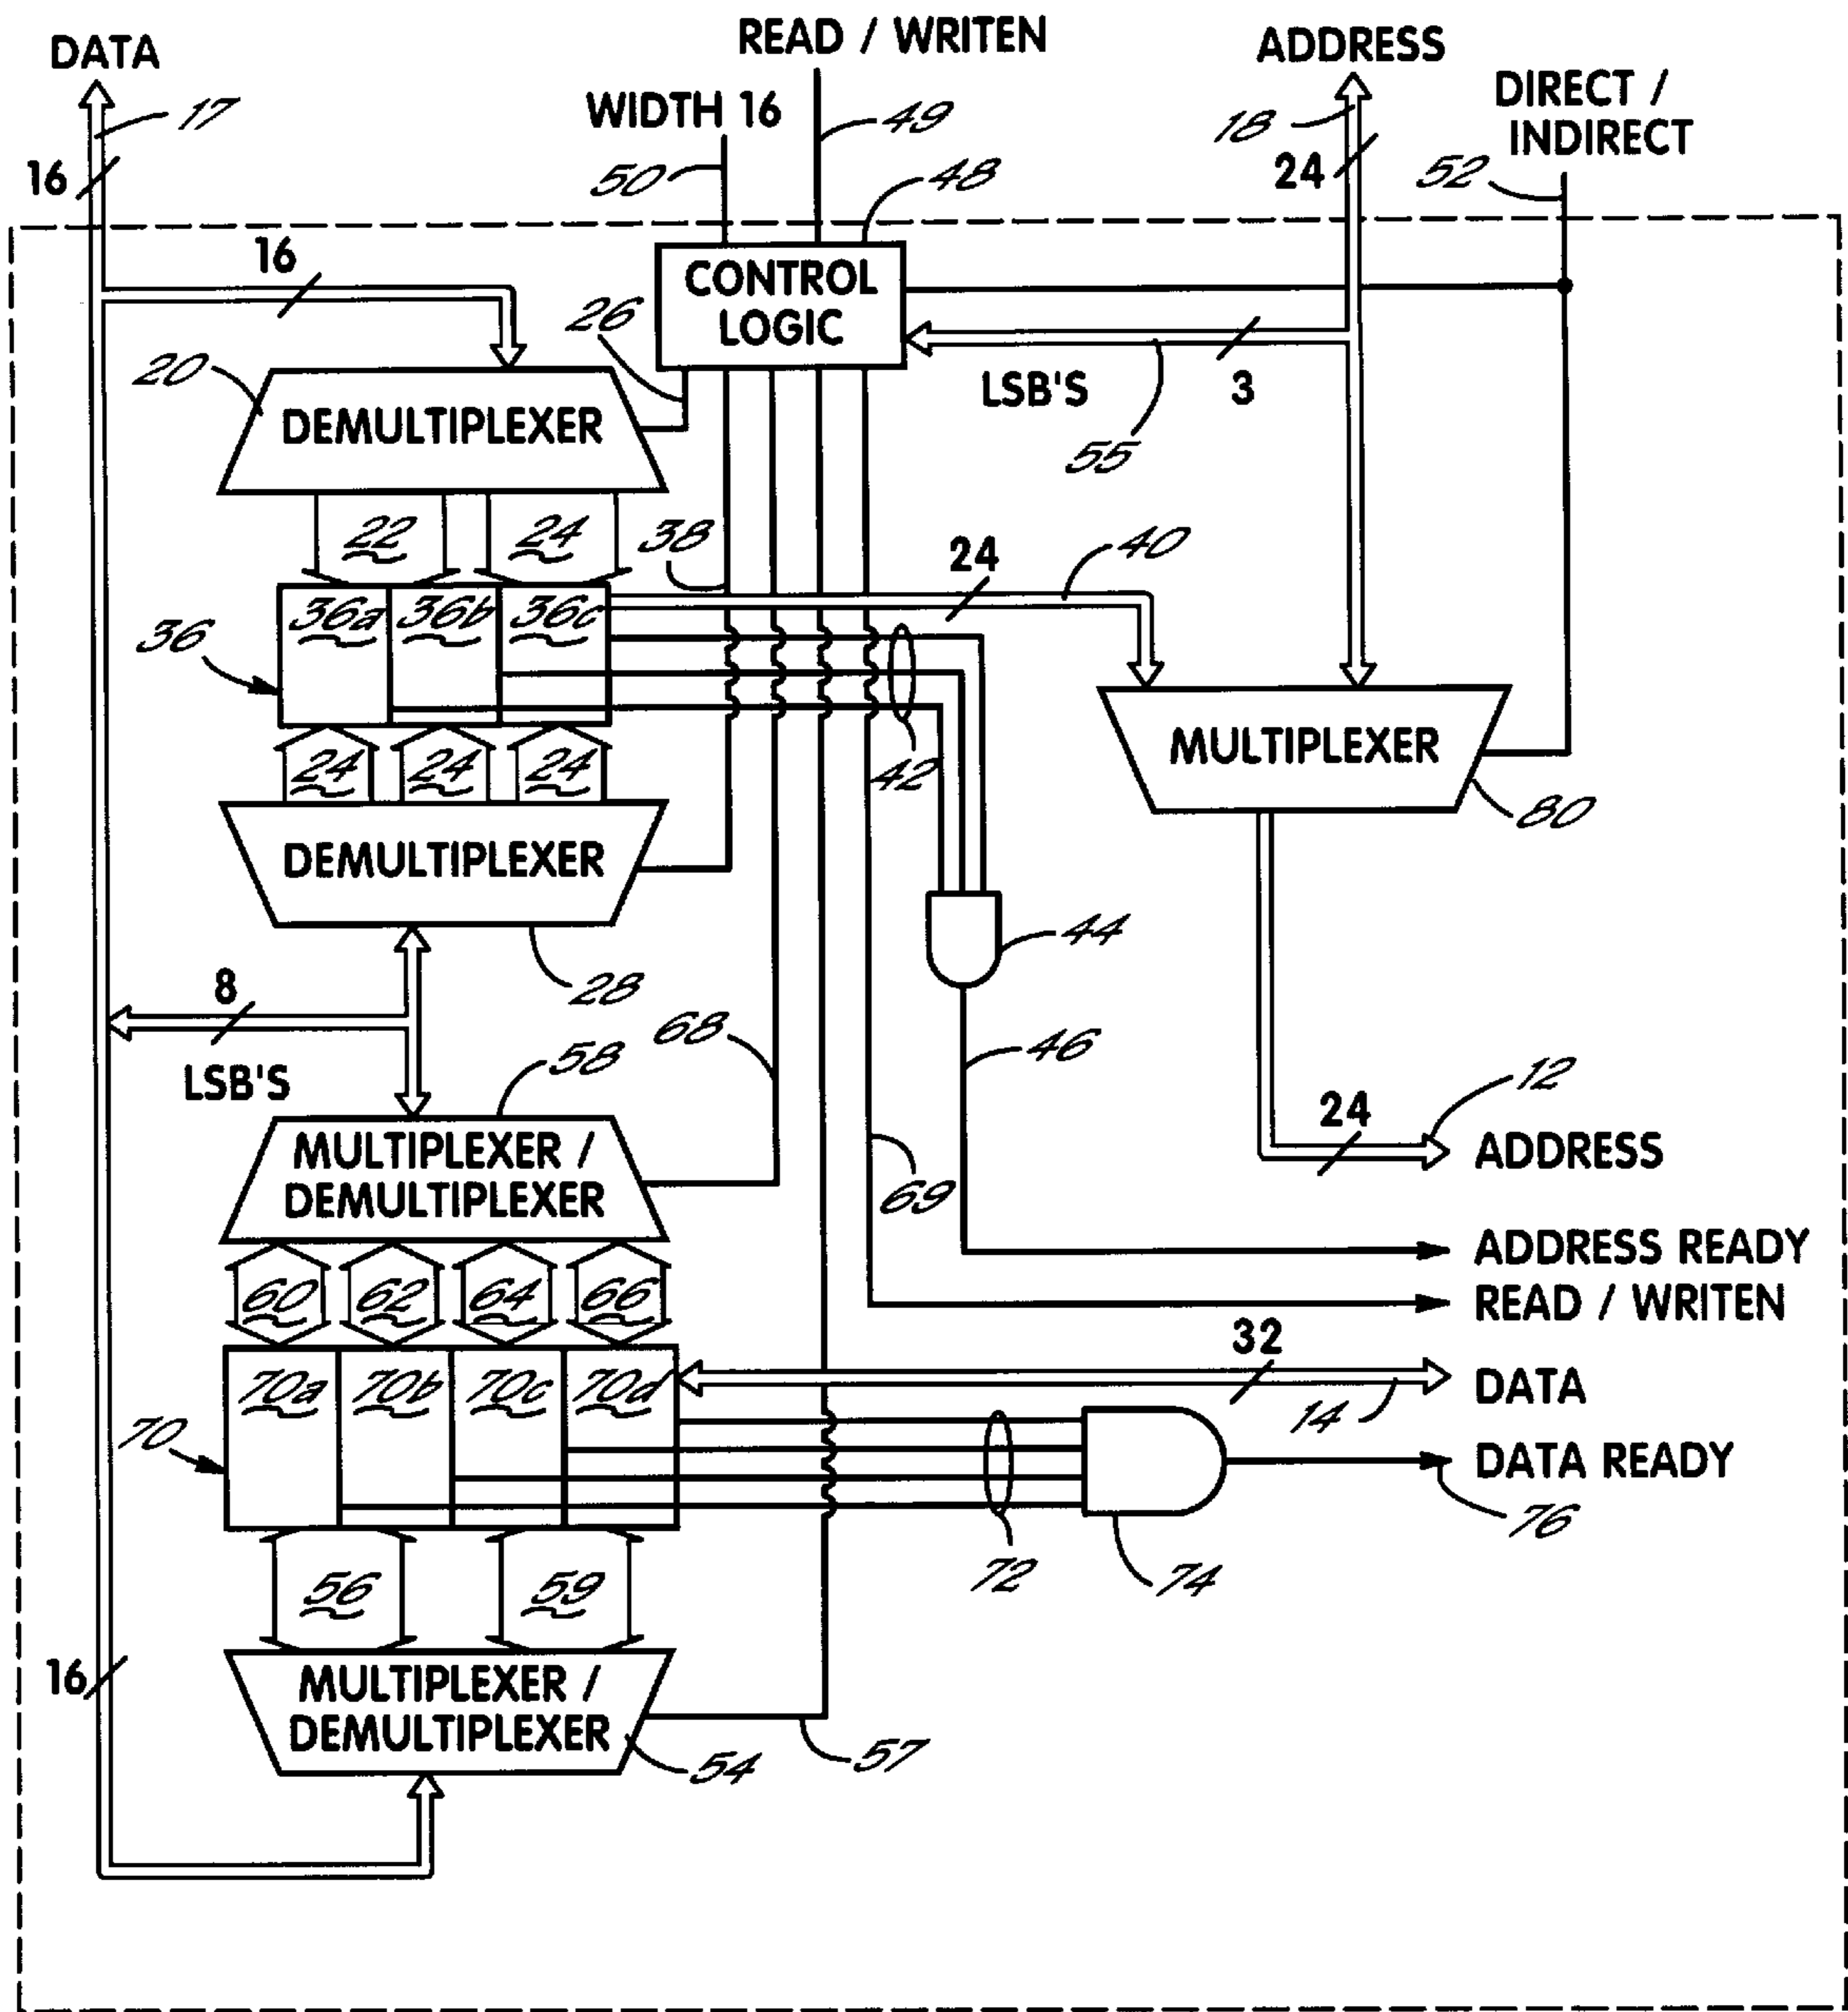 DATA
READ / WRITEN
ADDRESS
DIRECT /
INDIRECT
WIDTH 16
17
49
18
16
50
48
24
52
16
CONTROL
LOGIC
26
20
DEMULTIPLEXER
LSB'S
3
55
22
24
38
24
40
36a
36b
36c
36
24
24
24
42
MULTIPLEXER
80
DEMULTIPLEXER
44
28
8
68
46
LSB'S
58
12
24
MULTIPLEXER /
DEMULTIPLEXER
ADDRESS
69
60
62
64
66
ADDRESS READY
READ / WRITEN
32
70a
70b
70c
70d
DATA
14
70
DATA READY
76
72
74
56
59
16
MULTIPLEXER /
DEMULTIPLEXER
54
57